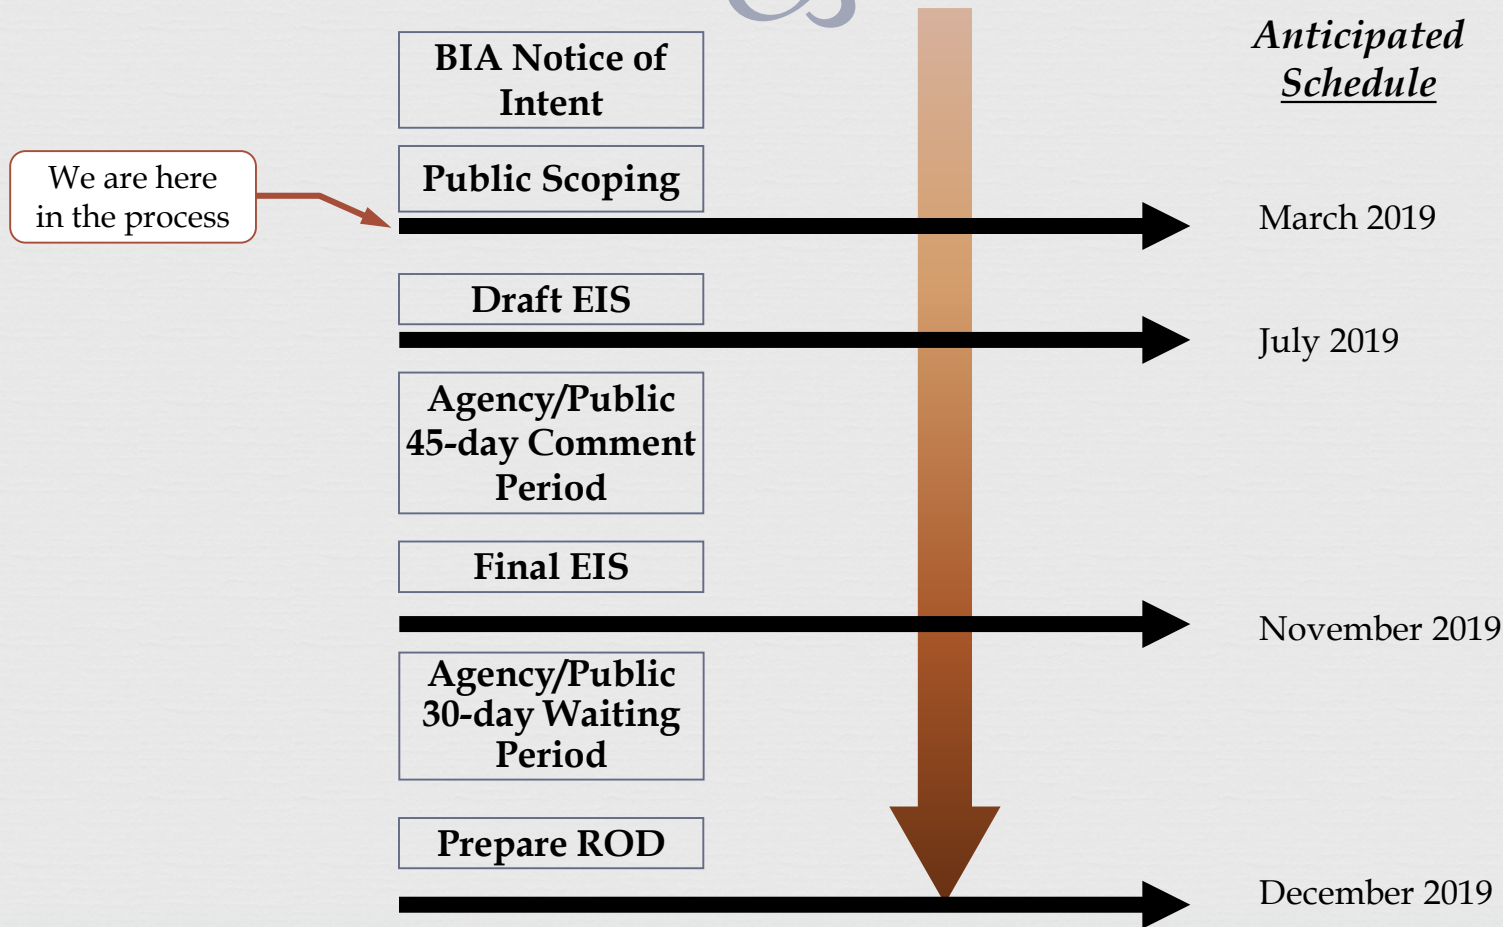 Anticipated
Schedule
BIA Notice of
Intent
We are here
in the process
Public Scoping
March 2019
Draft EIS
July 2019
Agency/Public
45-day Comment
Period
Final EIS
November 2019
Agency/Public
30-day Waiting
Period
Prepare ROD
December 2019